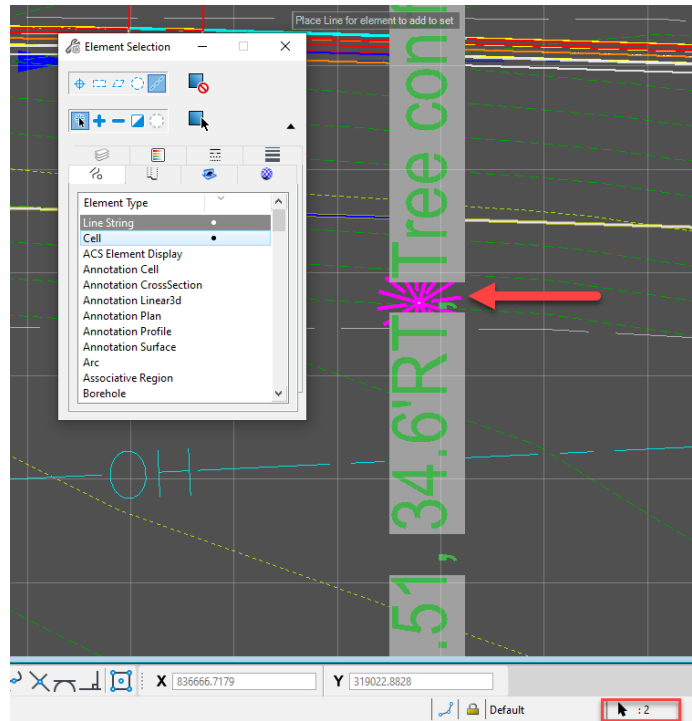 Place Line for element to add to set
Element Selection
Element Type
Line String
Cell
ACS Element Display
Annotation Cell
Annotation CrossSection
Annotation Linear3d
Annotation Plan
Annotation Profile
Annotation Surface
Arc
Associative Region
Borehole
.51, 34.6'RT, Tree con
OH
X 836666.7179
Y 319022.8828
Default
: 2